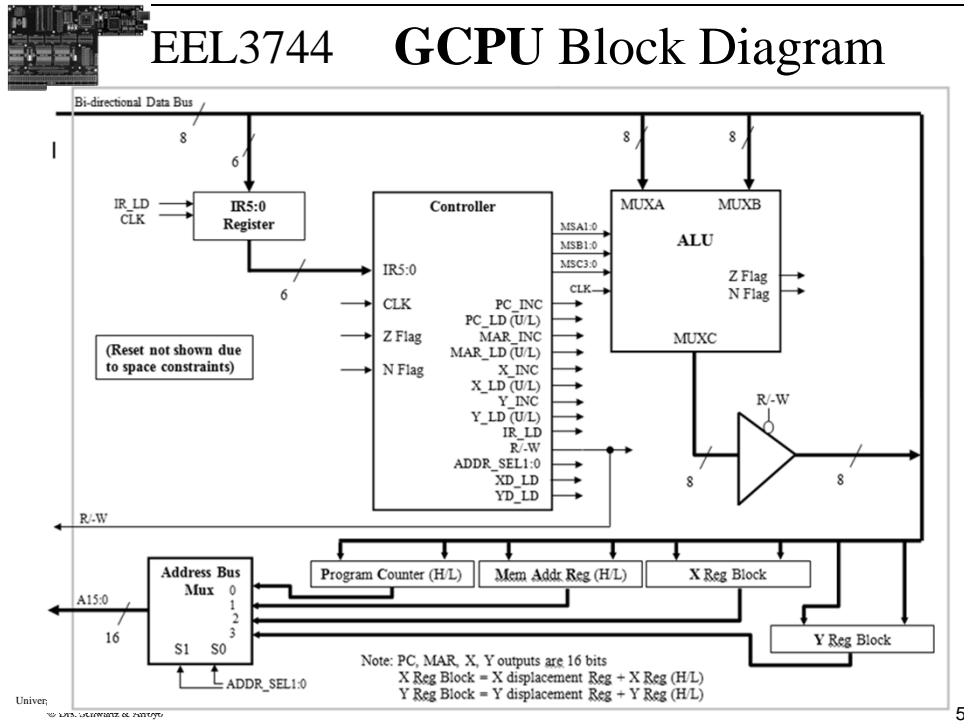 EEL3744 GCPU Block Diagram
Bi-directional Data Bus
8
6
8
8
IR_LD
CLK
IR5:0
Register
6
Controller
IR5:0
CLK
Z Flag
N Flag
PC_INC
PC_LD (U/L)
MAR_INC
MAR_LD (U/L)
X_INC
X_LD (U/L)
Y_INC
Y_LD (U/L)
IR_LD
R/-W
ADDR_SEL1:0
XD_LD
YD_LD
MSA1:0
MSB1:0
MSC3:0
CLK
MUXA MUXB
ALU
Z Flag
N Flag
MUXC
R/-W
8
8
(Reset not shown due
to space constraints)
R/-W
A15:0
16
Address Bus
Mux
0
1
2
3
S1 S0
ADDR_SEL1:0
Program Counter (H/L)
Mem Addr Reg (H/L)
X Reg Block
Y Reg Block
Note: PC, MAR, X, Y outputs are 16 bits
X Reg Block = X displacement Reg + X Reg (H/L)
Y Reg Block = Y displacement Reg + Y Reg (H/L)
5